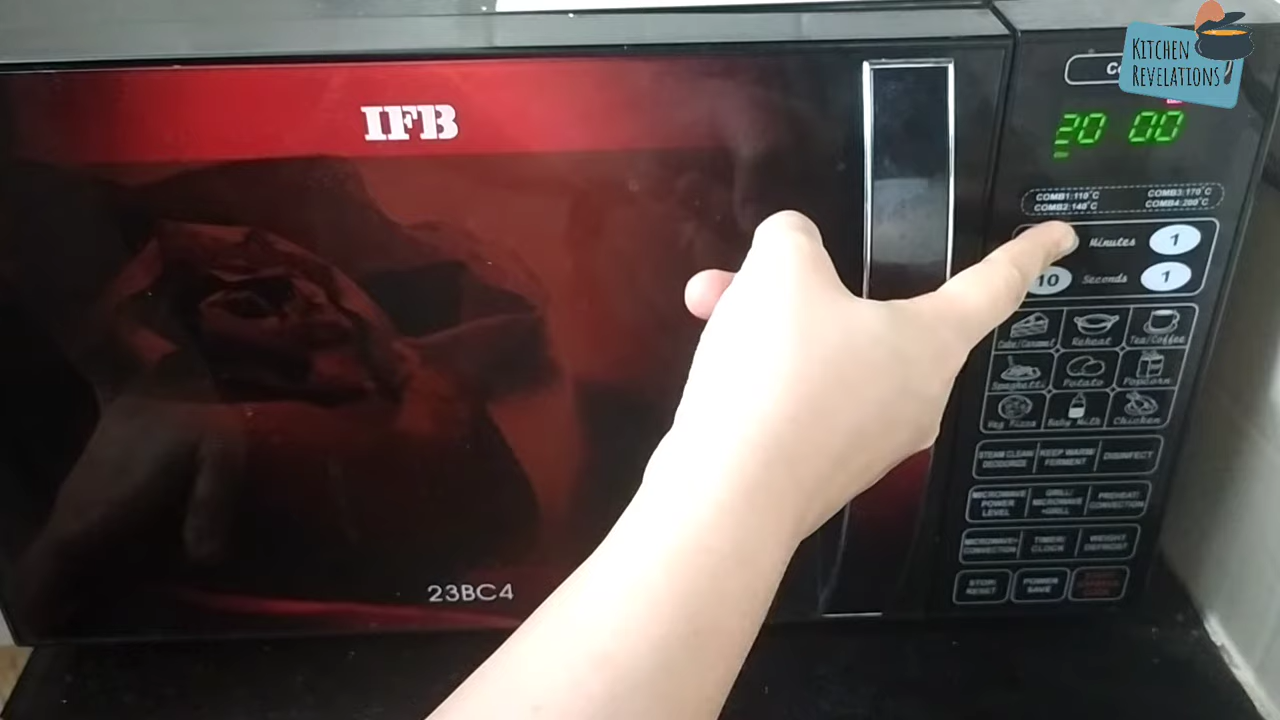 KITCHEN
REVELATIONS
IFB
20 00
COMB1:110°C COMB3:170°C
COMB2:140°C COMB4:200°C
Minutes 1
10 Seconds 1
Cake/Caramel Reheat Tea/Coffee
Spaghetti Potato Popcorn
Veg Pizza Baby Milk Chicken
STEAM CLEAN
DEODORIZE
KEEP WARM
FERMENT
DISINFECT
MICROWAVE
POWER
LEVEL
GRILL/
MICROWAVE
+GRILL
PREHEAT/
CONVECTION
MICROWAVE+
CONVECTION
TIMER/
CLOCK
WEIGHT
DEFROST
STOP/
RESET
POWER
SAVE
23BC4